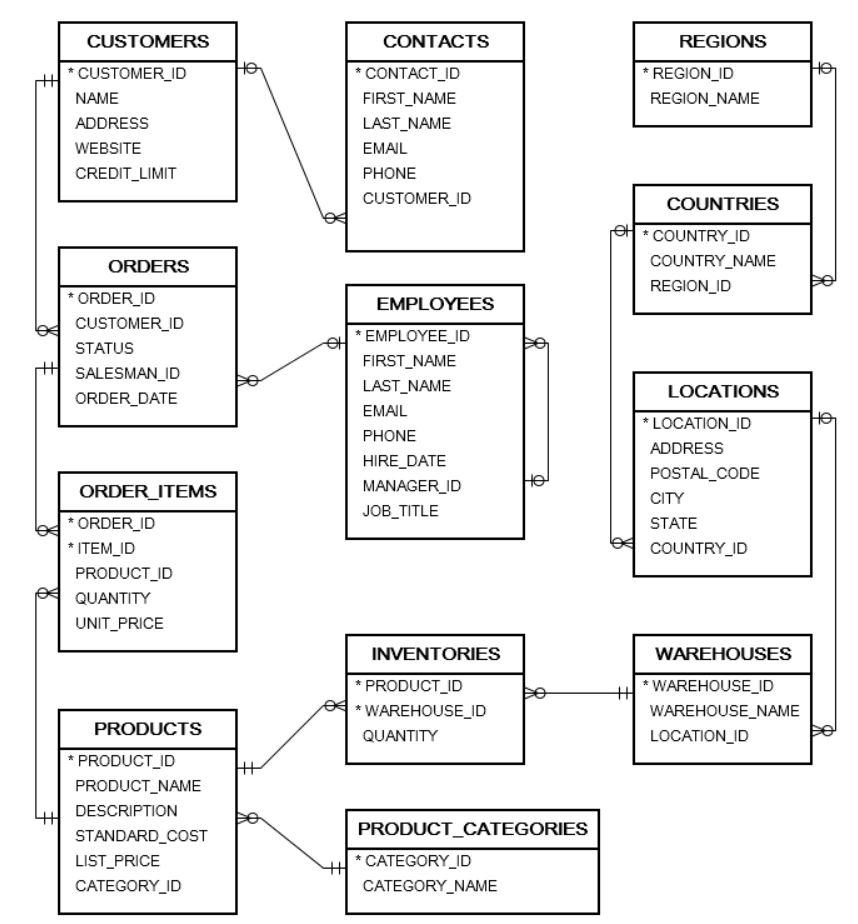 CUSTOMERS
* CUSTOMER_ID
NAME
ADDRESS
WEBSITE
CREDIT_LIMIT
CONTACTS
* CONTACT_ID
FIRST_NAME
LAST_NAME
EMAIL
PHONE
CUSTOMER_ID
REGIONS
* REGION_ID
REGION_NAME
COUNTRIES
* COUNTRY_ID
COUNTRY_NAME
REGION_ID
ORDERS
* ORDER_ID
CUSTOMER_ID
STATUS
SALESMAN_ID
ORDER_DATE
EMPLOYEES
* EMPLOYEE_ID
FIRST_NAME
LAST_NAME
EMAIL
PHONE
HIRE_DATE
MANAGER_ID
JOB_TITLE
LOCATIONS
* LOCATION_ID
ADDRESS
POSTAL_CODE
CITY
STATE
COUNTRY_ID
ORDER_ITEMS
* ORDER_ID
* ITEM_ID
PRODUCT_ID
QUANTITY
UNIT_PRICE
INVENTORIES
* PRODUCT_ID
* WAREHOUSE_ID
QUANTITY
WAREHOUSES
* WAREHOUSE_ID
WAREHOUSE_NAME
LOCATION_ID
PRODUCTS
* PRODUCT_ID
PRODUCT_NAME
DESCRIPTION
STANDARD_COST
LIST_PRICE
CATEGORY_ID
PRODUCT_CATEGORIES
* CATEGORY_ID
CATEGORY_NAME